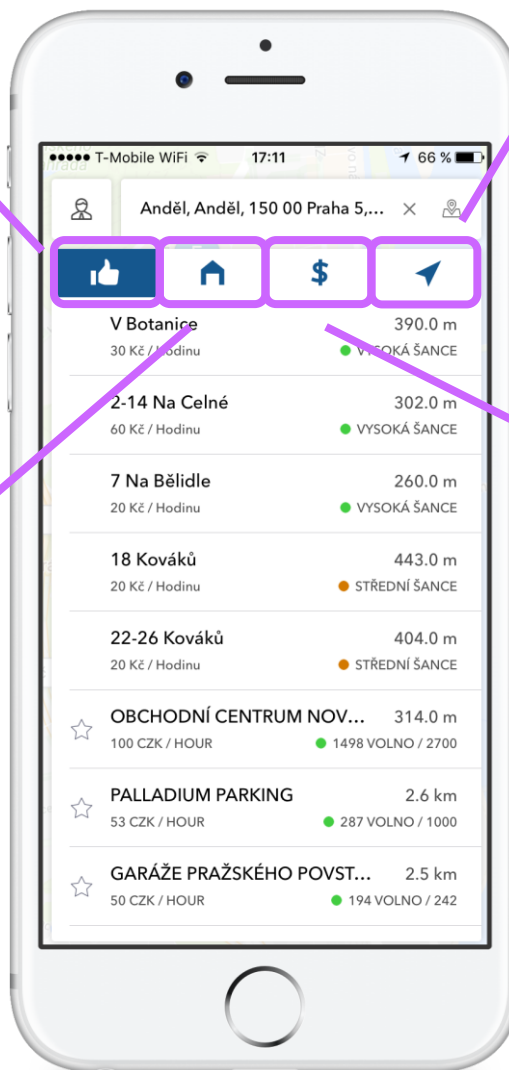 T-Mobile WiFi 17:11 66 %
Anděl, Anděl, 150 00 Praha 5,...
$
V Botanice 390.0 m
30 Kč / Hodinu VYSOKÁ ŠANCE
2-14 Na Celné 302.0 m
60 Kč / Hodinu VYSOKÁ ŠANCE
7 Na Bělidle 260.0 m
20 Kč / Hodinu VYSOKÁ ŠANCE
18 Kováků 443.0 m
20 Kč / Hodinu STŘEDNÍ ŠANCE
22-26 Kováků 404.0 m
20 Kč / Hodinu STŘEDNÍ ŠANCE
OBCHODNÍ CENTRUM NOV... 314.0 m
100 CZK / HOUR 1498 VOLNO / 2700
PALLADIUM PARKING 2.6 km
53 CZK / HOUR 287 VOLNO / 1000
GARÁŽE PRAŽSKÉHO POVST... 2.5 km
50 CZK / HOUR 194 VOLNO / 242